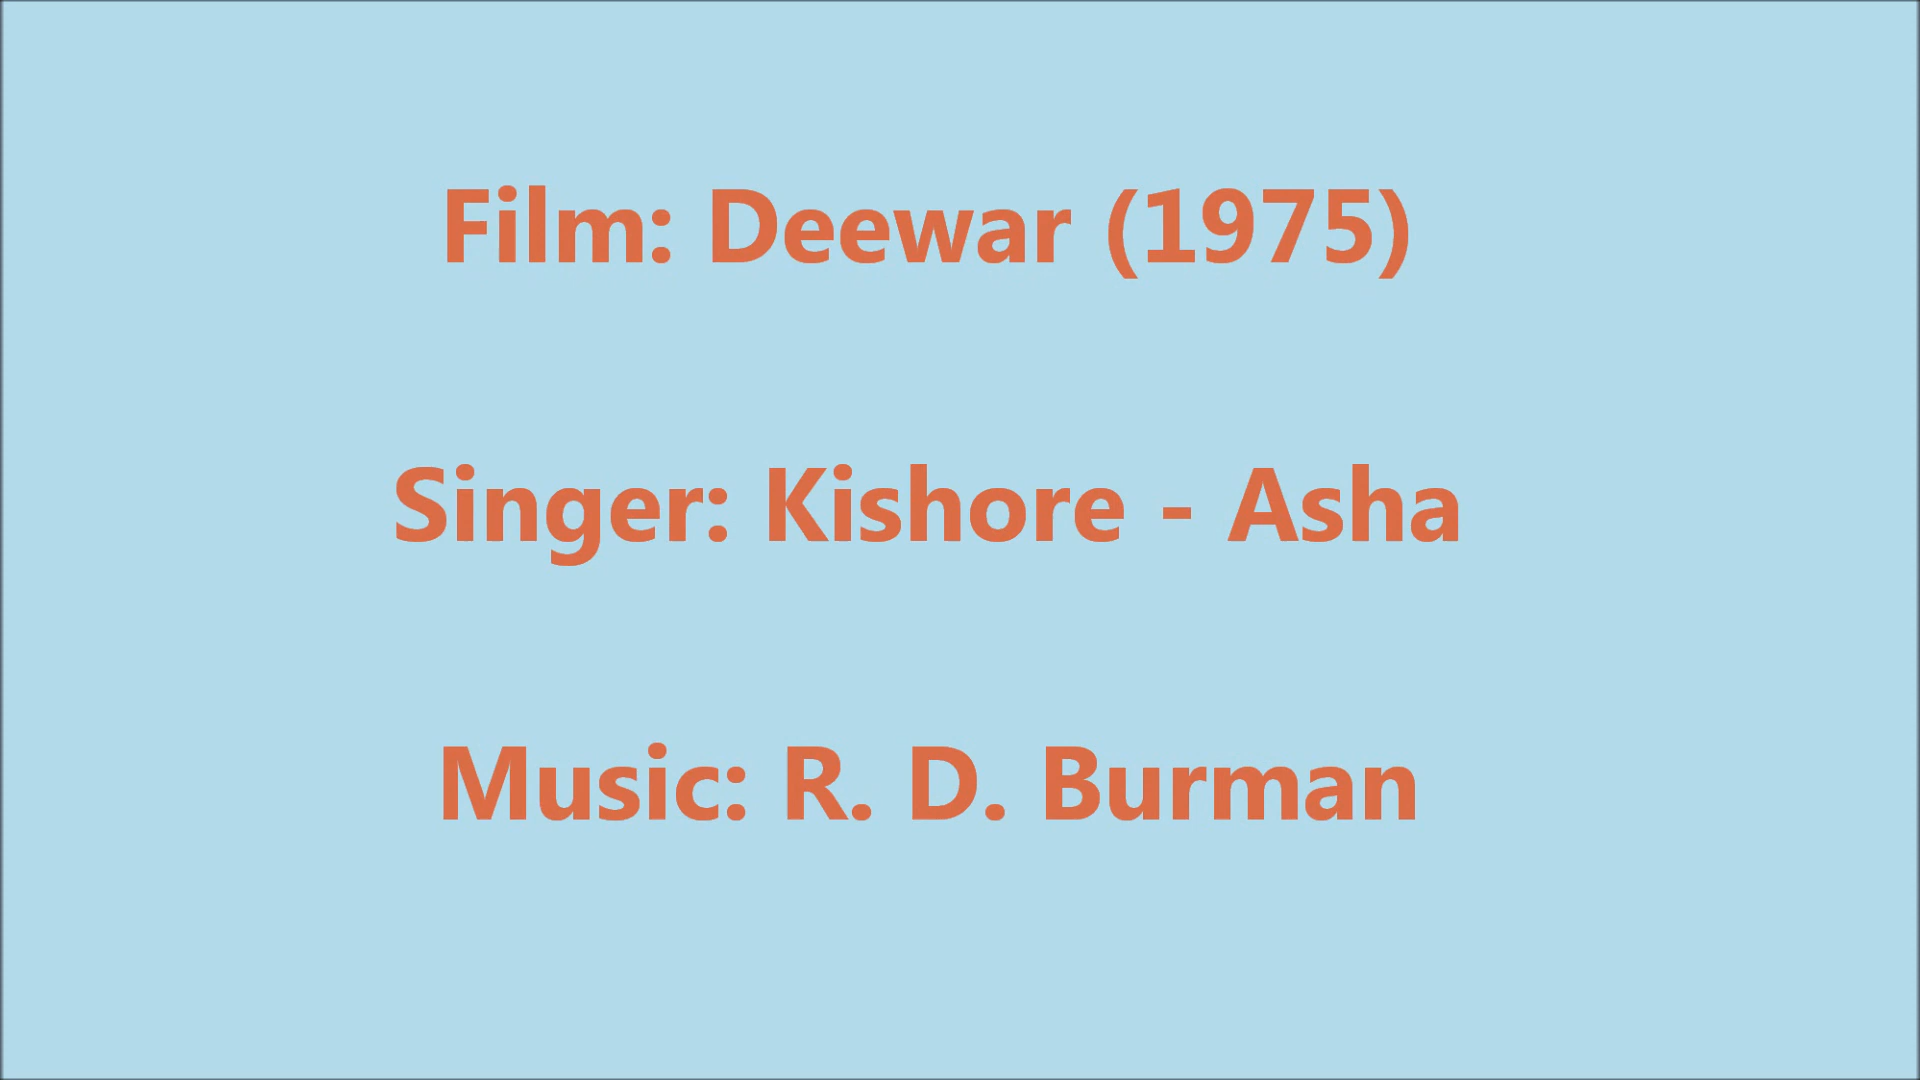 Film: Deewar (1975)
Singer: Kishore - Asha
Music: R. D. Burman